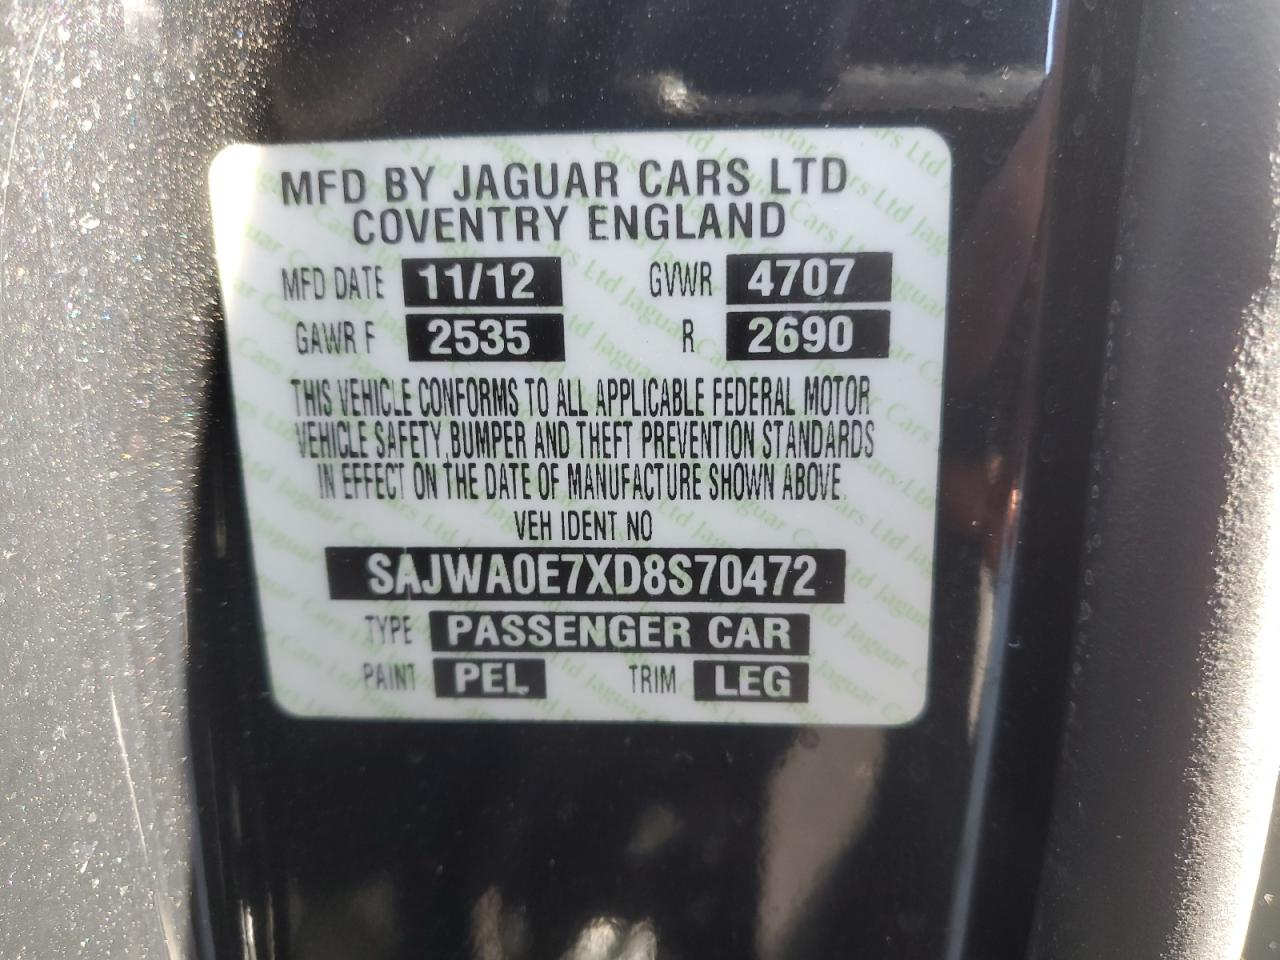 MFD BY JAGUAR CARS LTD
COVENTRY ENGLAND
MFD DATE 11/12 GVWR 4707
GAWR F 2535 R 2690
THIS VEHICLE CONFORMS TO ALL APPLICABLE FEDERAL MOTOR
VEHICLE SAFETY, BUMPER AND THEFT PREVENTION STANDARDS
IN EFFECT ON THE DATE OF MANUFACTURE SHOWN ABOVE.
VEH IDENT NO
SAJWA0E7XD8S70472
TYPE PASSENGER CAR
PAINT PEL TRIM LEG